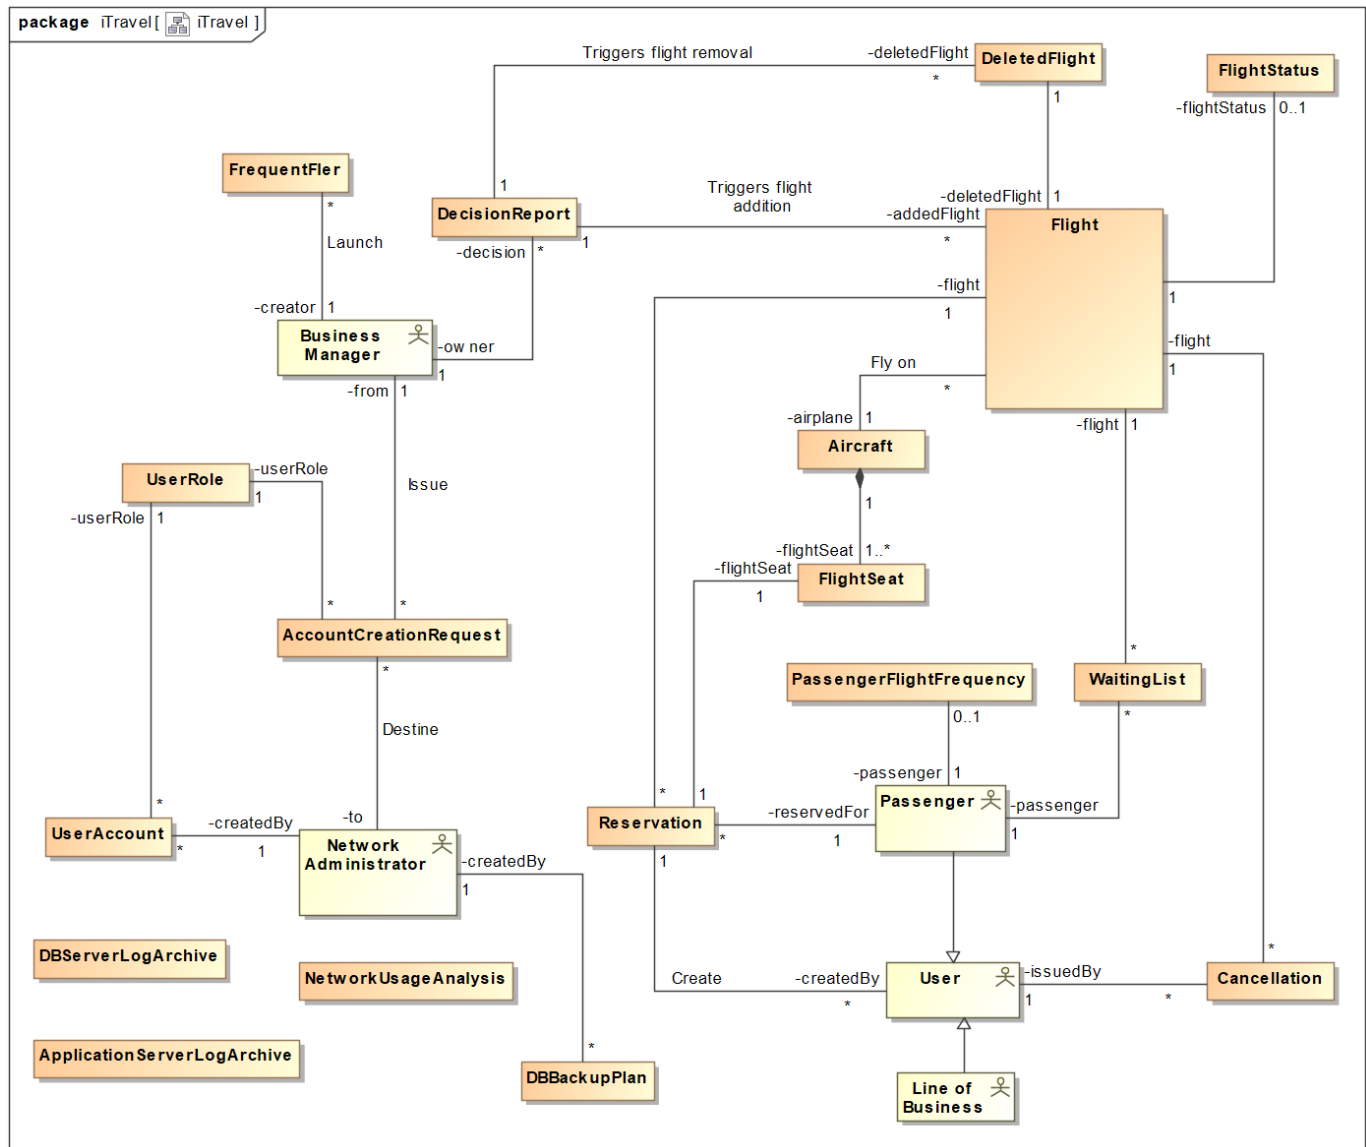 package iTravel[ iTravel ]
Triggers flight removal
-deletedFlight
*
DeletedFlight
1
FlightStatus
-flightStatus
0..1
FrequentFler
*
Launch
-creator
1
1
DecisionReport
-decision
*
1
Triggers flight
addition
-deletedFlight
1
-addedFlight
*
Flight
-flight
1
1
-flight
1
Business
Manager
-ow ner
1
-from
1
Fly on
*
-airplane
1
-flight
1
Aircraft
1
UserRole
-userRole
1
-userRole
1
Issue
-flightSeat
1..*
-flightSeat
1
FlightSeat
*
*
AccountCreationRequest
*
PassengerFlightFrequency
0..1
*
WaitingList
*
Destine
-passenger
1
Passenger
-passenger
1
*
UserAccount
*
-createdBy
1
-to
Network
Administrator
-createdBy
1
*
1
Reservation
*
1
-reservedFor
1
DBServerLogArchive
NetworkUsageAnalysis
Create
-createdBy
*
User
-issuedBy
1
*
*
Cancellation
ApplicationServerLogArchive
*
DBBackupPlan
Line of
Business